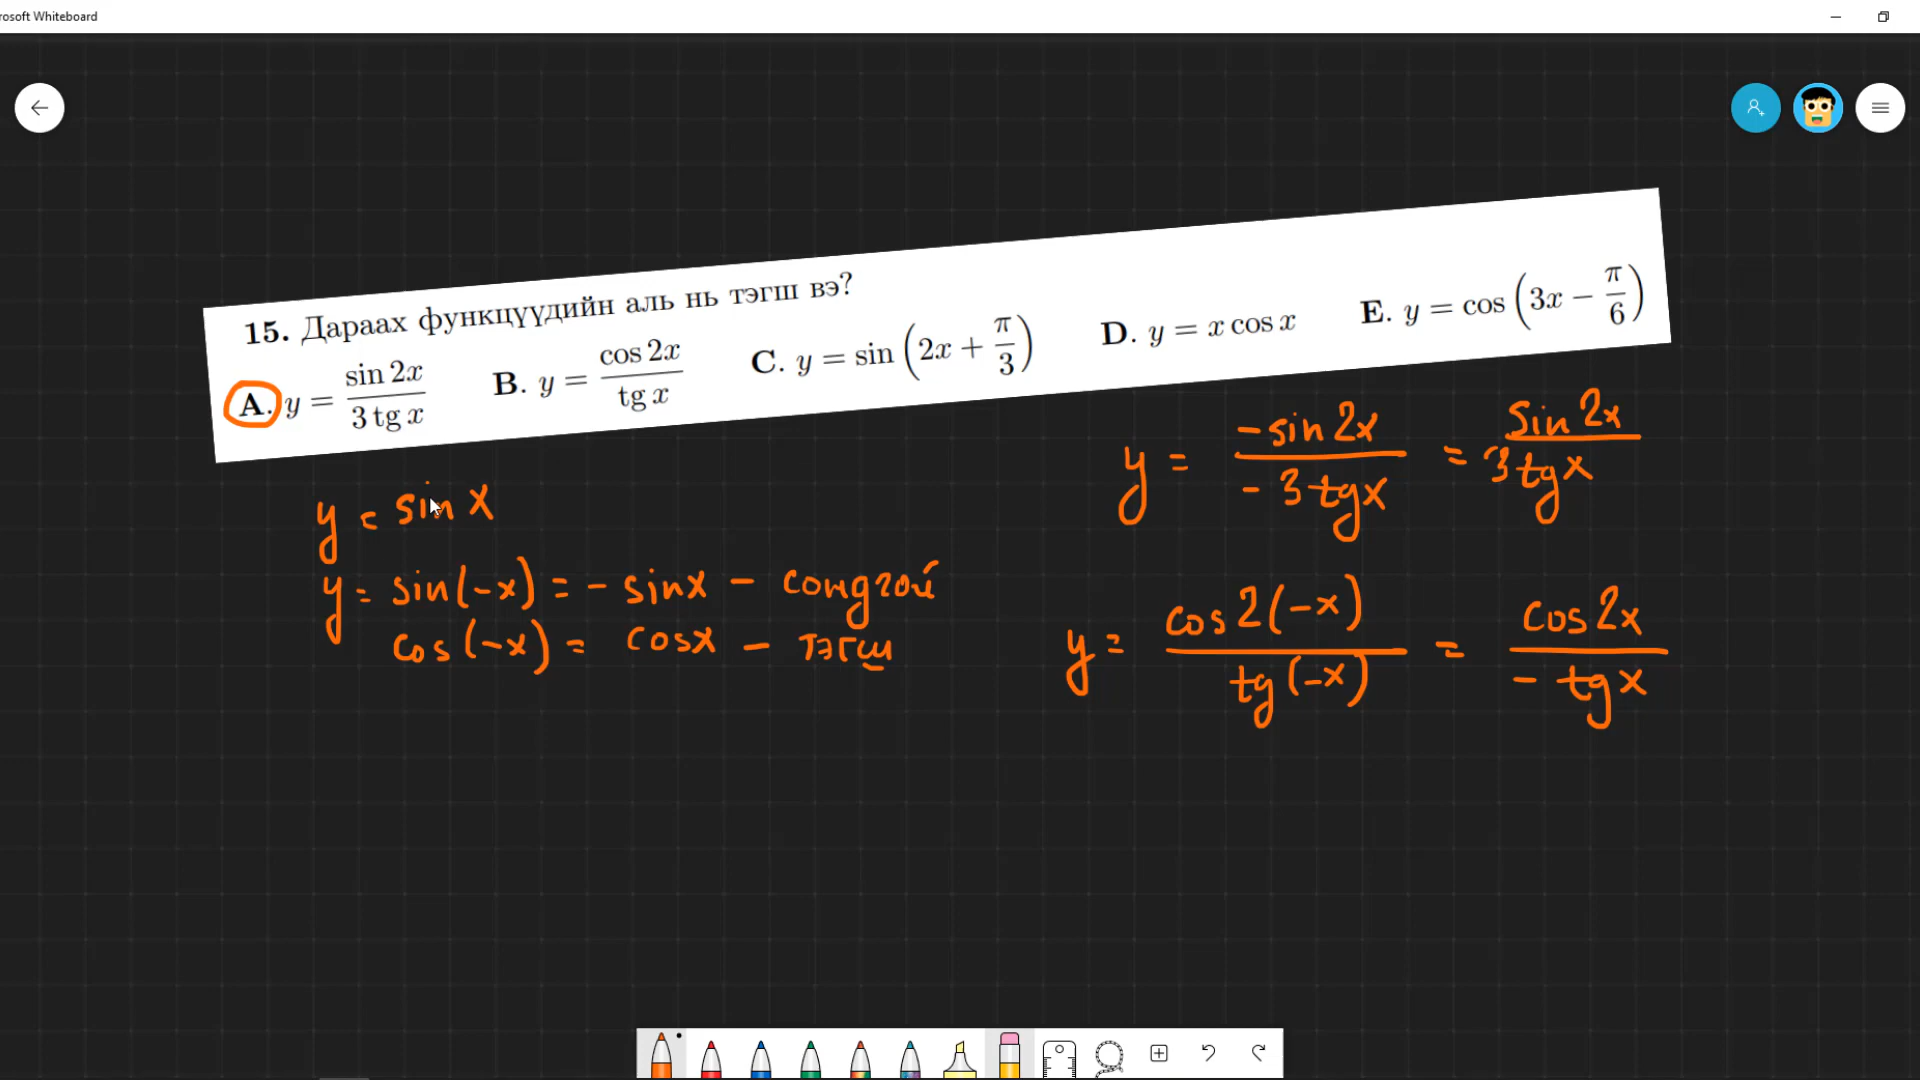 rosoft Whiteboard
15. Дараах функцүүдийн аль нь тэгш вэ?
A. y = sin 2x / 3 tg x B. y = cos 2x / tg x C. y = sin (2x + π/3) D. y = x cos x E. y = cos (3x − π/6)
y = sin x
y = sin(-x) = - sinx - сондгой
cos(-x) = cosx - тэгш
y = -sin 2x / - 3 tgx = sin 2x / 3 tgx
y = cos 2(-x) / tg(-x) = cos 2x / - tgx